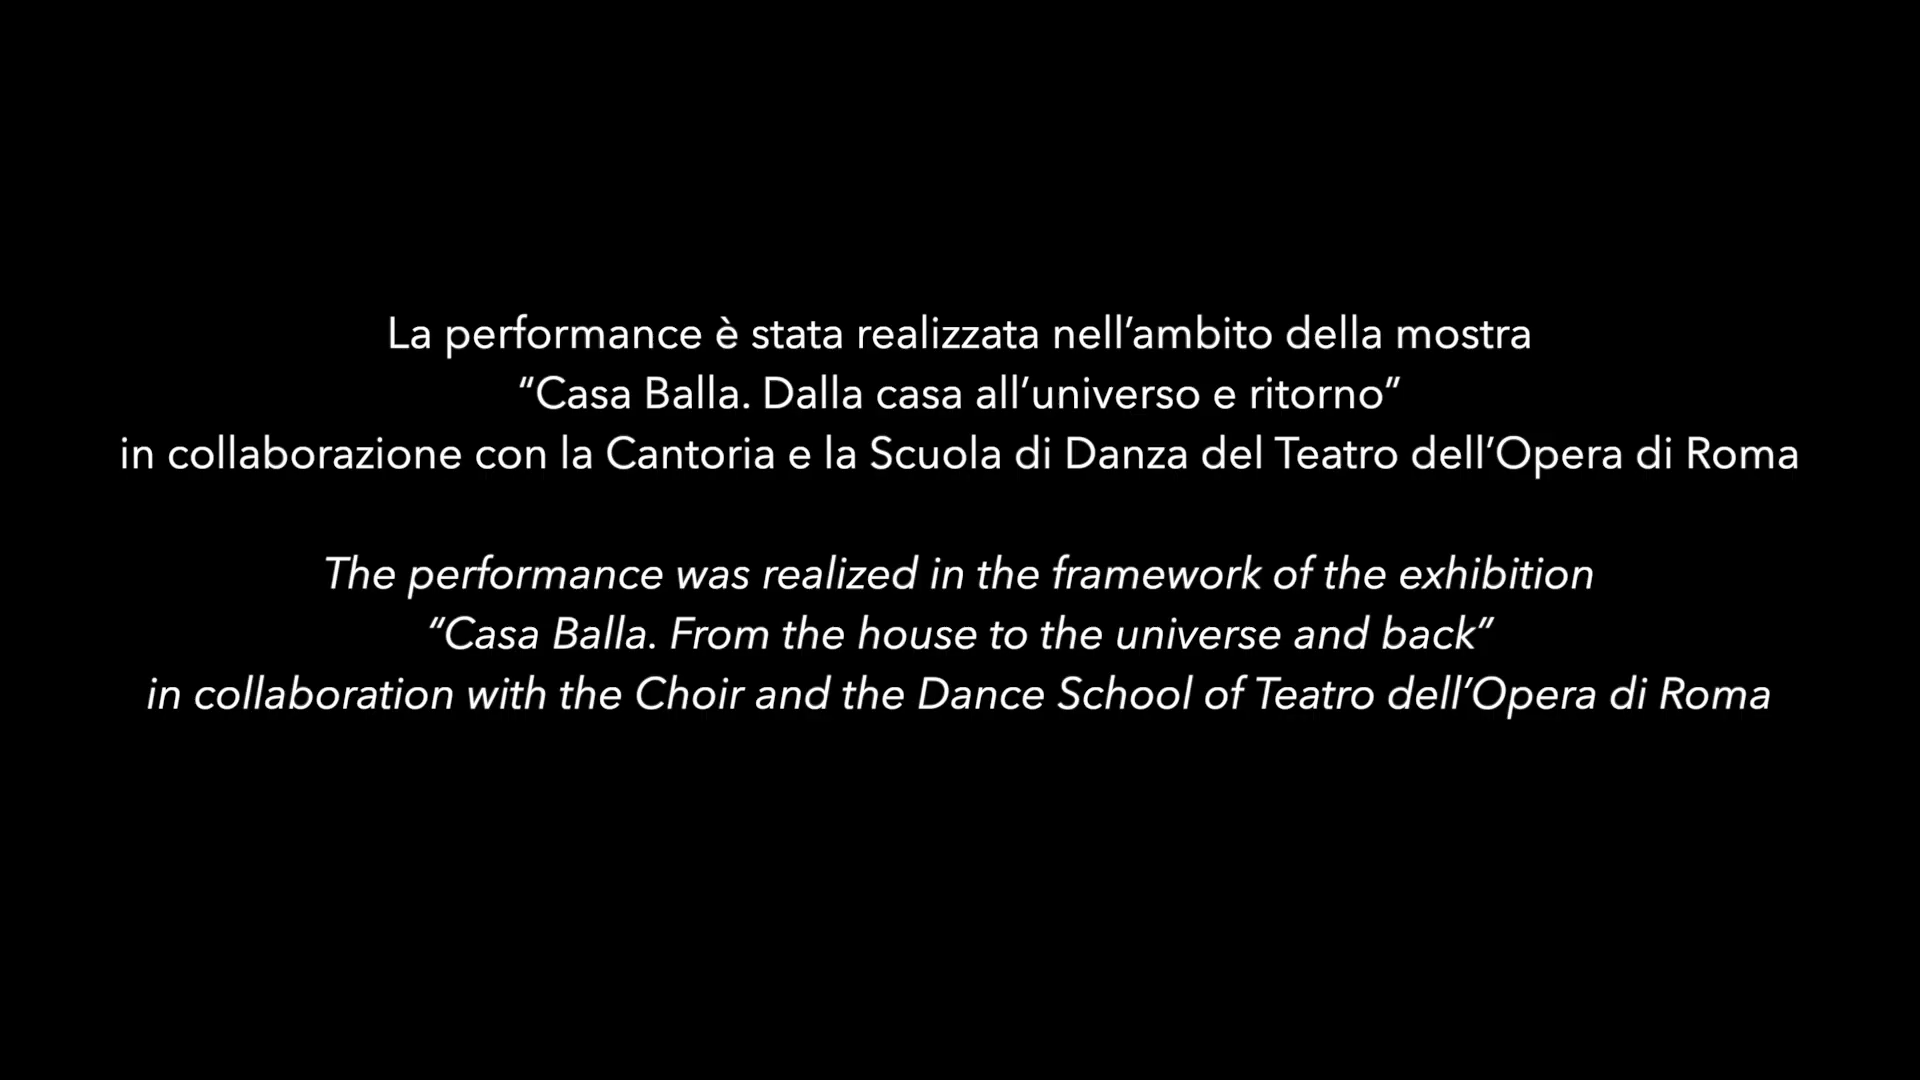 La performance è stata realizzata nell’ambito della mostra
“Casa Balla. Dalla casa all’universo e ritorno”
in collaborazione con la Cantoria e la Scuola di Danza del Teatro dell’Opera di Roma
The performance was realized in the framework of the exhibition
“Casa Balla. From the house to the universe and back”
in collaboration with the Choir and the Dance School of Teatro dell’Opera di Roma